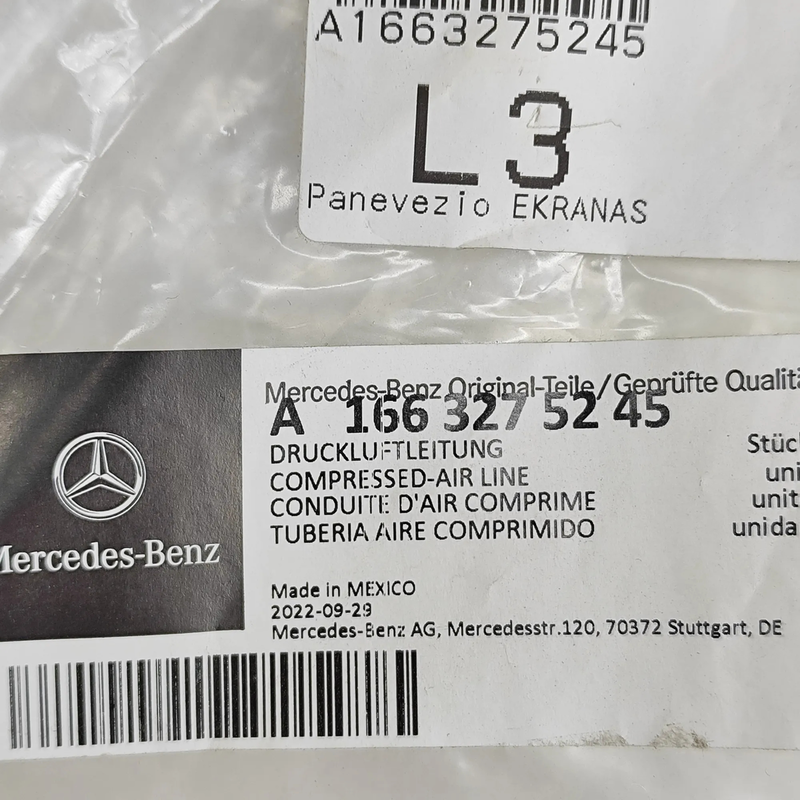 A1663275245
L3
Panevezio EKRANAS
Mercedes-Benz Original-Teile/Geprüfte
A 166 327 52 45
DRUCKLUFTLEITUNG
COMPRESSED-AIR LINE
CONDUITE D'AIR COMPRIME
TUBERIA AIRE COMPRIMIDO
Mercedes-Benz
Made in MEXICO
2022-09-29
Mercedes-Benz AG, Mercedesstr.120, 70372 Stuttgart, DE